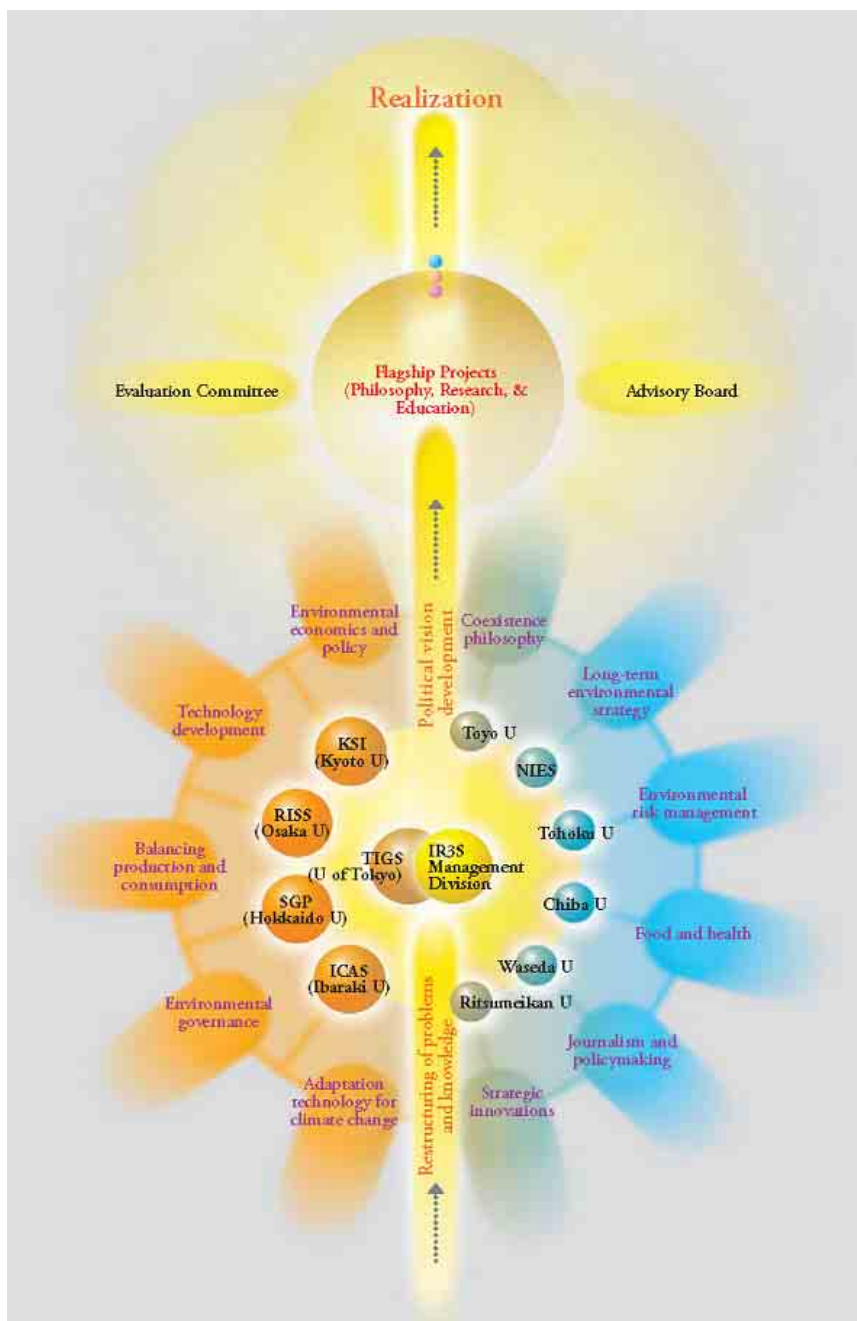 Realization
Evaluation Committee
Flagship Projects
(Philosophy, Research, &
Education)
Advisory Board
Environmental
economics and
policy
Political vision
development
Coexistence
philosophy
Long-term
environmental
strategy
Technology
development
KSI
(Kyoto U)
Toyo U
NIES
Environmental
risk management
RISS
(Osaka U)
Tohoku U
Balancing
production and
consumption
TIGS
(U of Tokyo)
IR3S
Management
Division
SGP
(Hokkaido U)
Chiba U
Food and health
ICAS
(Ibaraki U)
Waseda U
Ritsumeikan U
Environmental
governance
Journalism and
policymaking
Adaptation
technology for
climate change
Restructuring of problems
and knowledge
Strategic
innovations